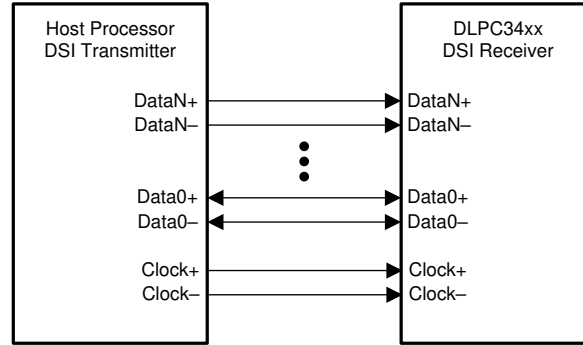 Host Processor
DSI Transmitter
DataN+
DataN–
Data0+
Data0–
Clock+
Clock–
DLPC34xx
DSI Receiver
DataN+
DataN–
Data0+
Data0–
Clock+
Clock–